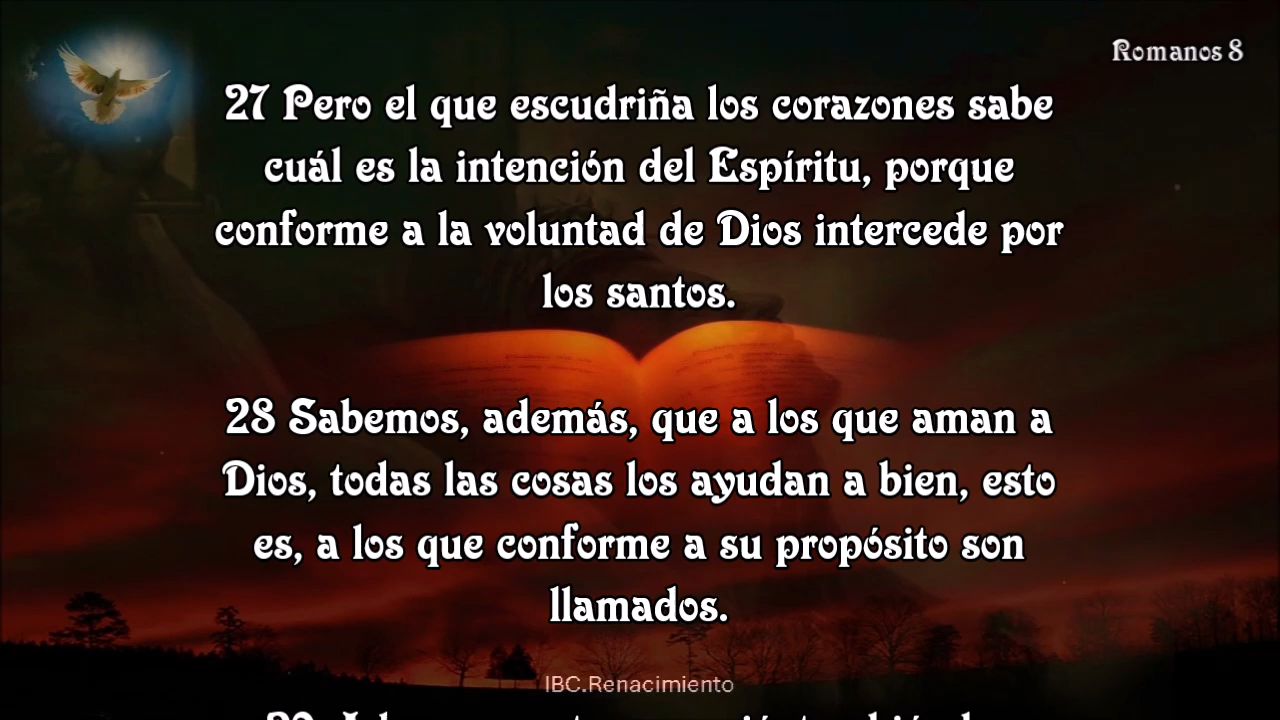 Romanos 8
27 Pero el que escudriña los corazones sabe
cuál es la intención del Espíritu, porque
conforme a la voluntad de Dios intercede por
los santos.
28 Sabemos, además, que a los que aman a
Dios, todas las cosas los ayudan a bien, esto
es, a los que conforme a su propósito son
llamados.
IBC.Renacimiento